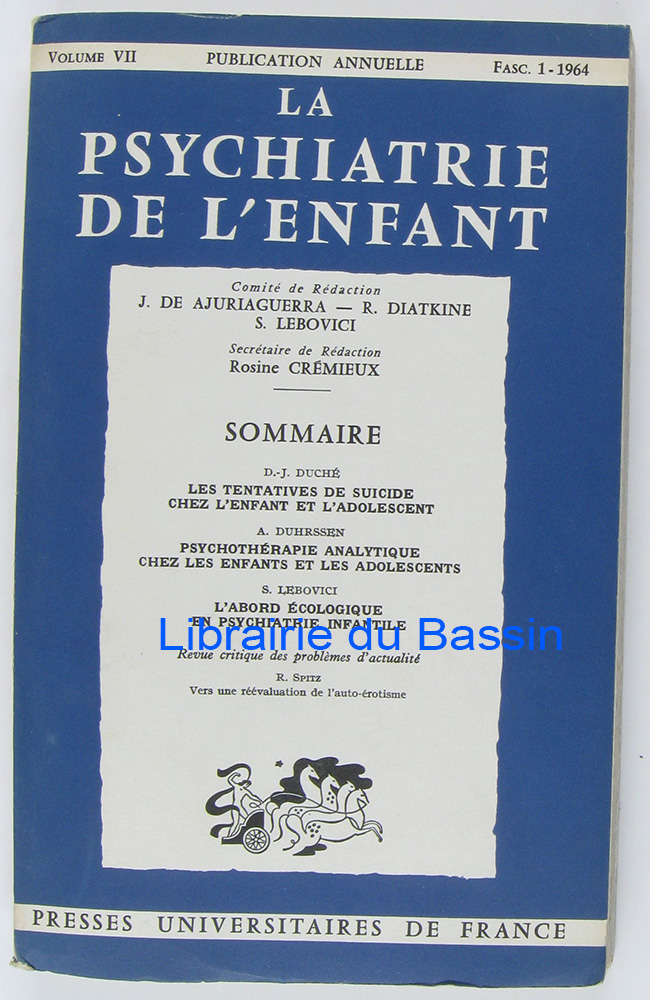 VOLUME VII PUBLICATION ANNUELLE FASC. 1 - 1964
LA
PSYCHIATRIE
DE L'ENFANT
Comité de Rédaction
J. DE AJURIAGUERRA — R. DIATKINE
S. LEBOVICI
Secrétaire de Rédaction
Rosine CRÉMIEUX
SOMMAIRE
D.-J. DUCHÉ
LES TENTATIVES DE SUICIDE
CHEZ L'ENFANT ET L'ADOLESCENT
A. DUHRSSEN
PSYCHOTHÉRAPIE ANALYTIQUE
CHEZ LES ENFANTS ET LES ADOLESCENTS
S. LEBOVICI
L'ABORD ÉCOLOGIQUE
EN PSYCHIATRIE INFANTILE
Librairie du Bassin
Revue critique des problèmes d'actualité
R. SPITZ
Vers une réévaluation de l'auto-érotisme
PRESSES UNIVERSITAIRES DE FRANCE